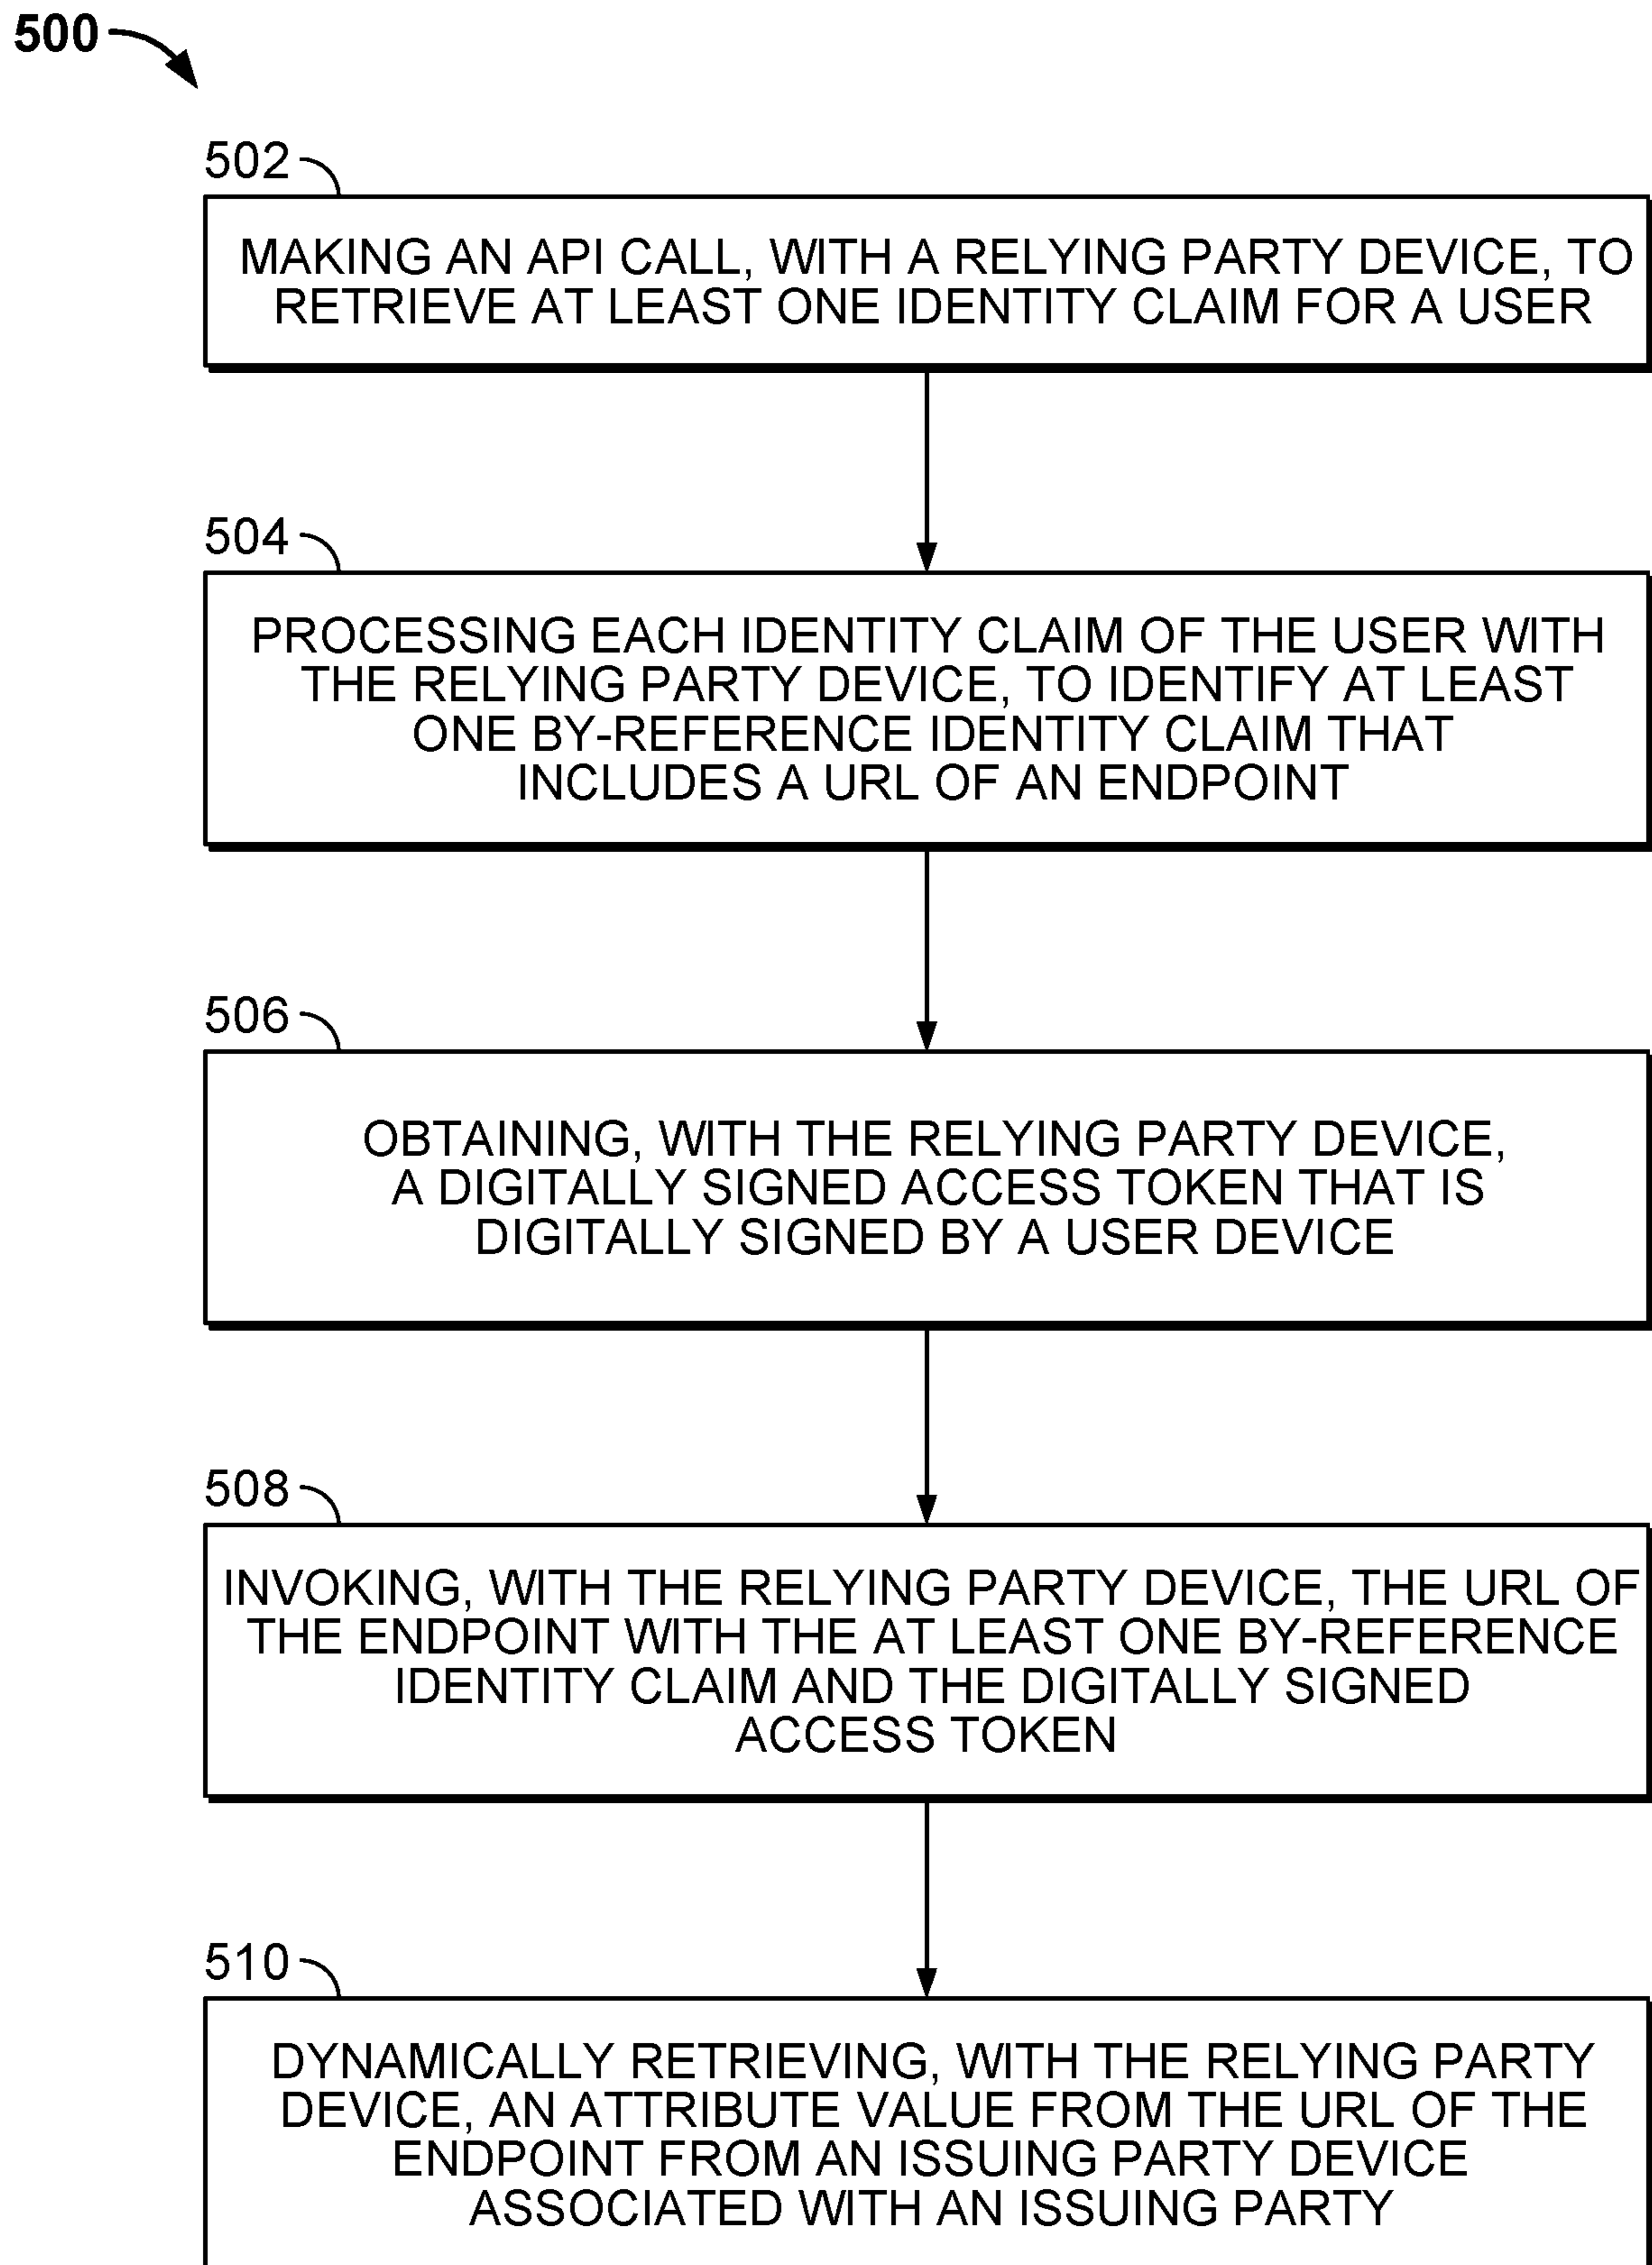 500
502
MAKING AN API CALL, WITH A RELYING PARTY DEVICE, TO
RETRIEVE AT LEAST ONE IDENTITY CLAIM FOR A USER
504
PROCESSING EACH IDENTITY CLAIM OF THE USER WITH
THE RELYING PARTY DEVICE, TO IDENTIFY AT LEAST
ONE BY-REFERENCE IDENTITY CLAIM THAT
INCLUDES A URL OF AN ENDPOINT
506
OBTAINING, WITH THE RELYING PARTY DEVICE,
A DIGITALLY SIGNED ACCESS TOKEN THAT IS
DIGITALLY SIGNED BY A USER DEVICE
508
INVOKING, WITH THE RELYING PARTY DEVICE, THE URL OF
THE ENDPOINT WITH THE AT LEAST ONE BY-REFERENCE
IDENTITY CLAIM AND THE DIGITALLY SIGNED
ACCESS TOKEN
510
DYNAMICALLY RETRIEVING, WITH THE RELYING PARTY
DEVICE, AN ATTRIBUTE VALUE FROM THE URL OF THE
ENDPOINT FROM AN ISSUING PARTY DEVICE
ASSOCIATED WITH AN ISSUING PARTY